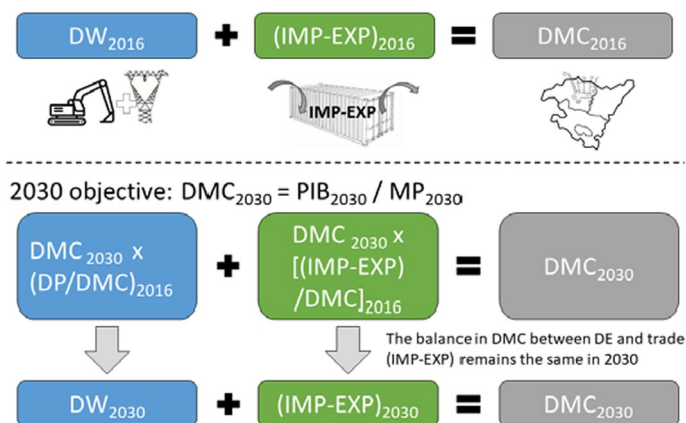 DW2016 + (IMP-EXP)2016 = DMC2016
IMP-EXP
2030 objective: DMC2030 = PIB2030 / MP2030
DMC 2030 x
(DP/DMC)2016
+
DMC 2030 x
[(IMP-EXP)
/DMC]2016
=
DMC2030
The balance in DMC between DE and trade
(IMP-EXP) remains the same in 2030
DW2030 + (IMP-EXP)2030 = DMC2030